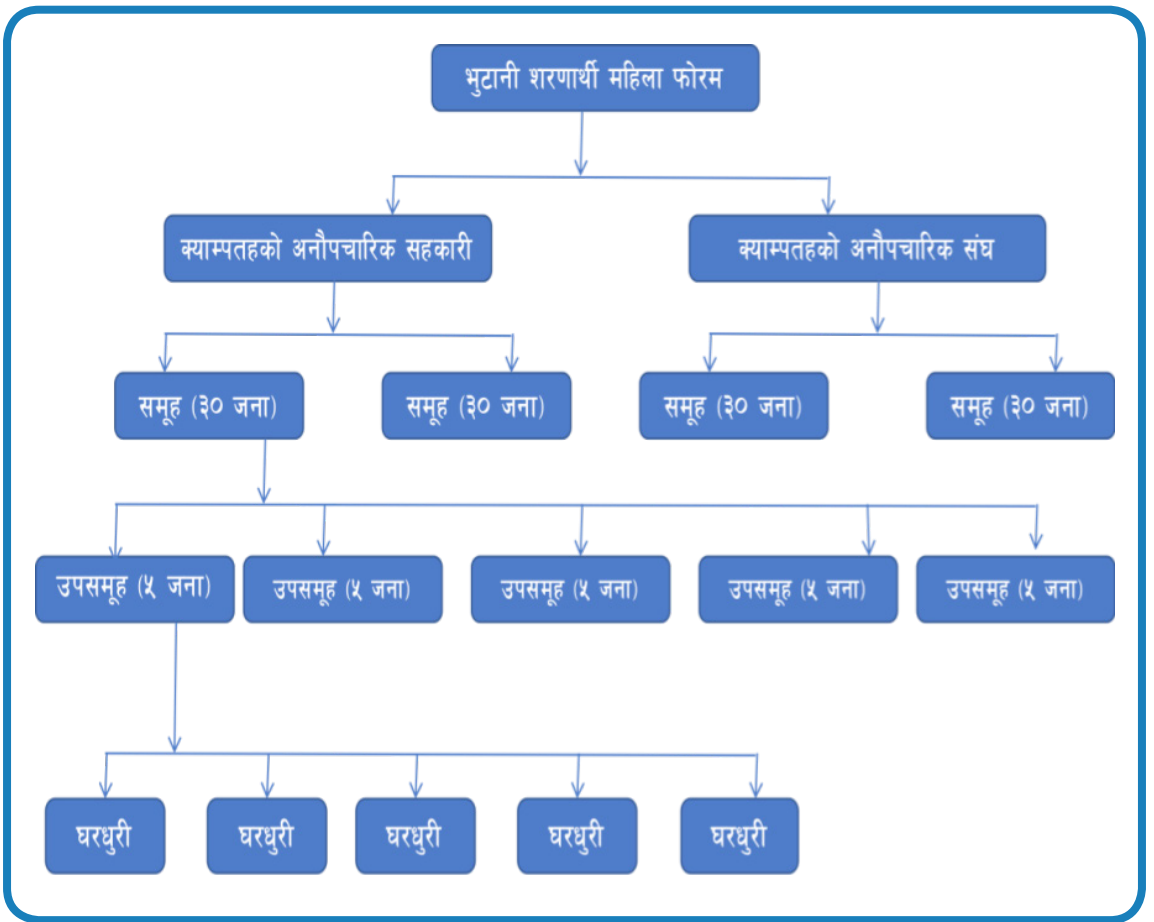 भुटानी शरणार्थी महिला फोरम
क्याम्पतहको अनौपचारिक सहकारी
क्याम्पतहको अनौपचारिक संघ
समूह (३० जना)
समूह (३० जना)
समूह (३० जना)
समूह (३० जना)
उपसमूह (५ जना)
उपसमूह (५ जना)
उपसमूह (५ जना)
उपसमूह (५ जना)
उपसमूह (५ जना)
घरधुरी
घरधुरी
घरधुरी
घरधुरी
घरधुरी